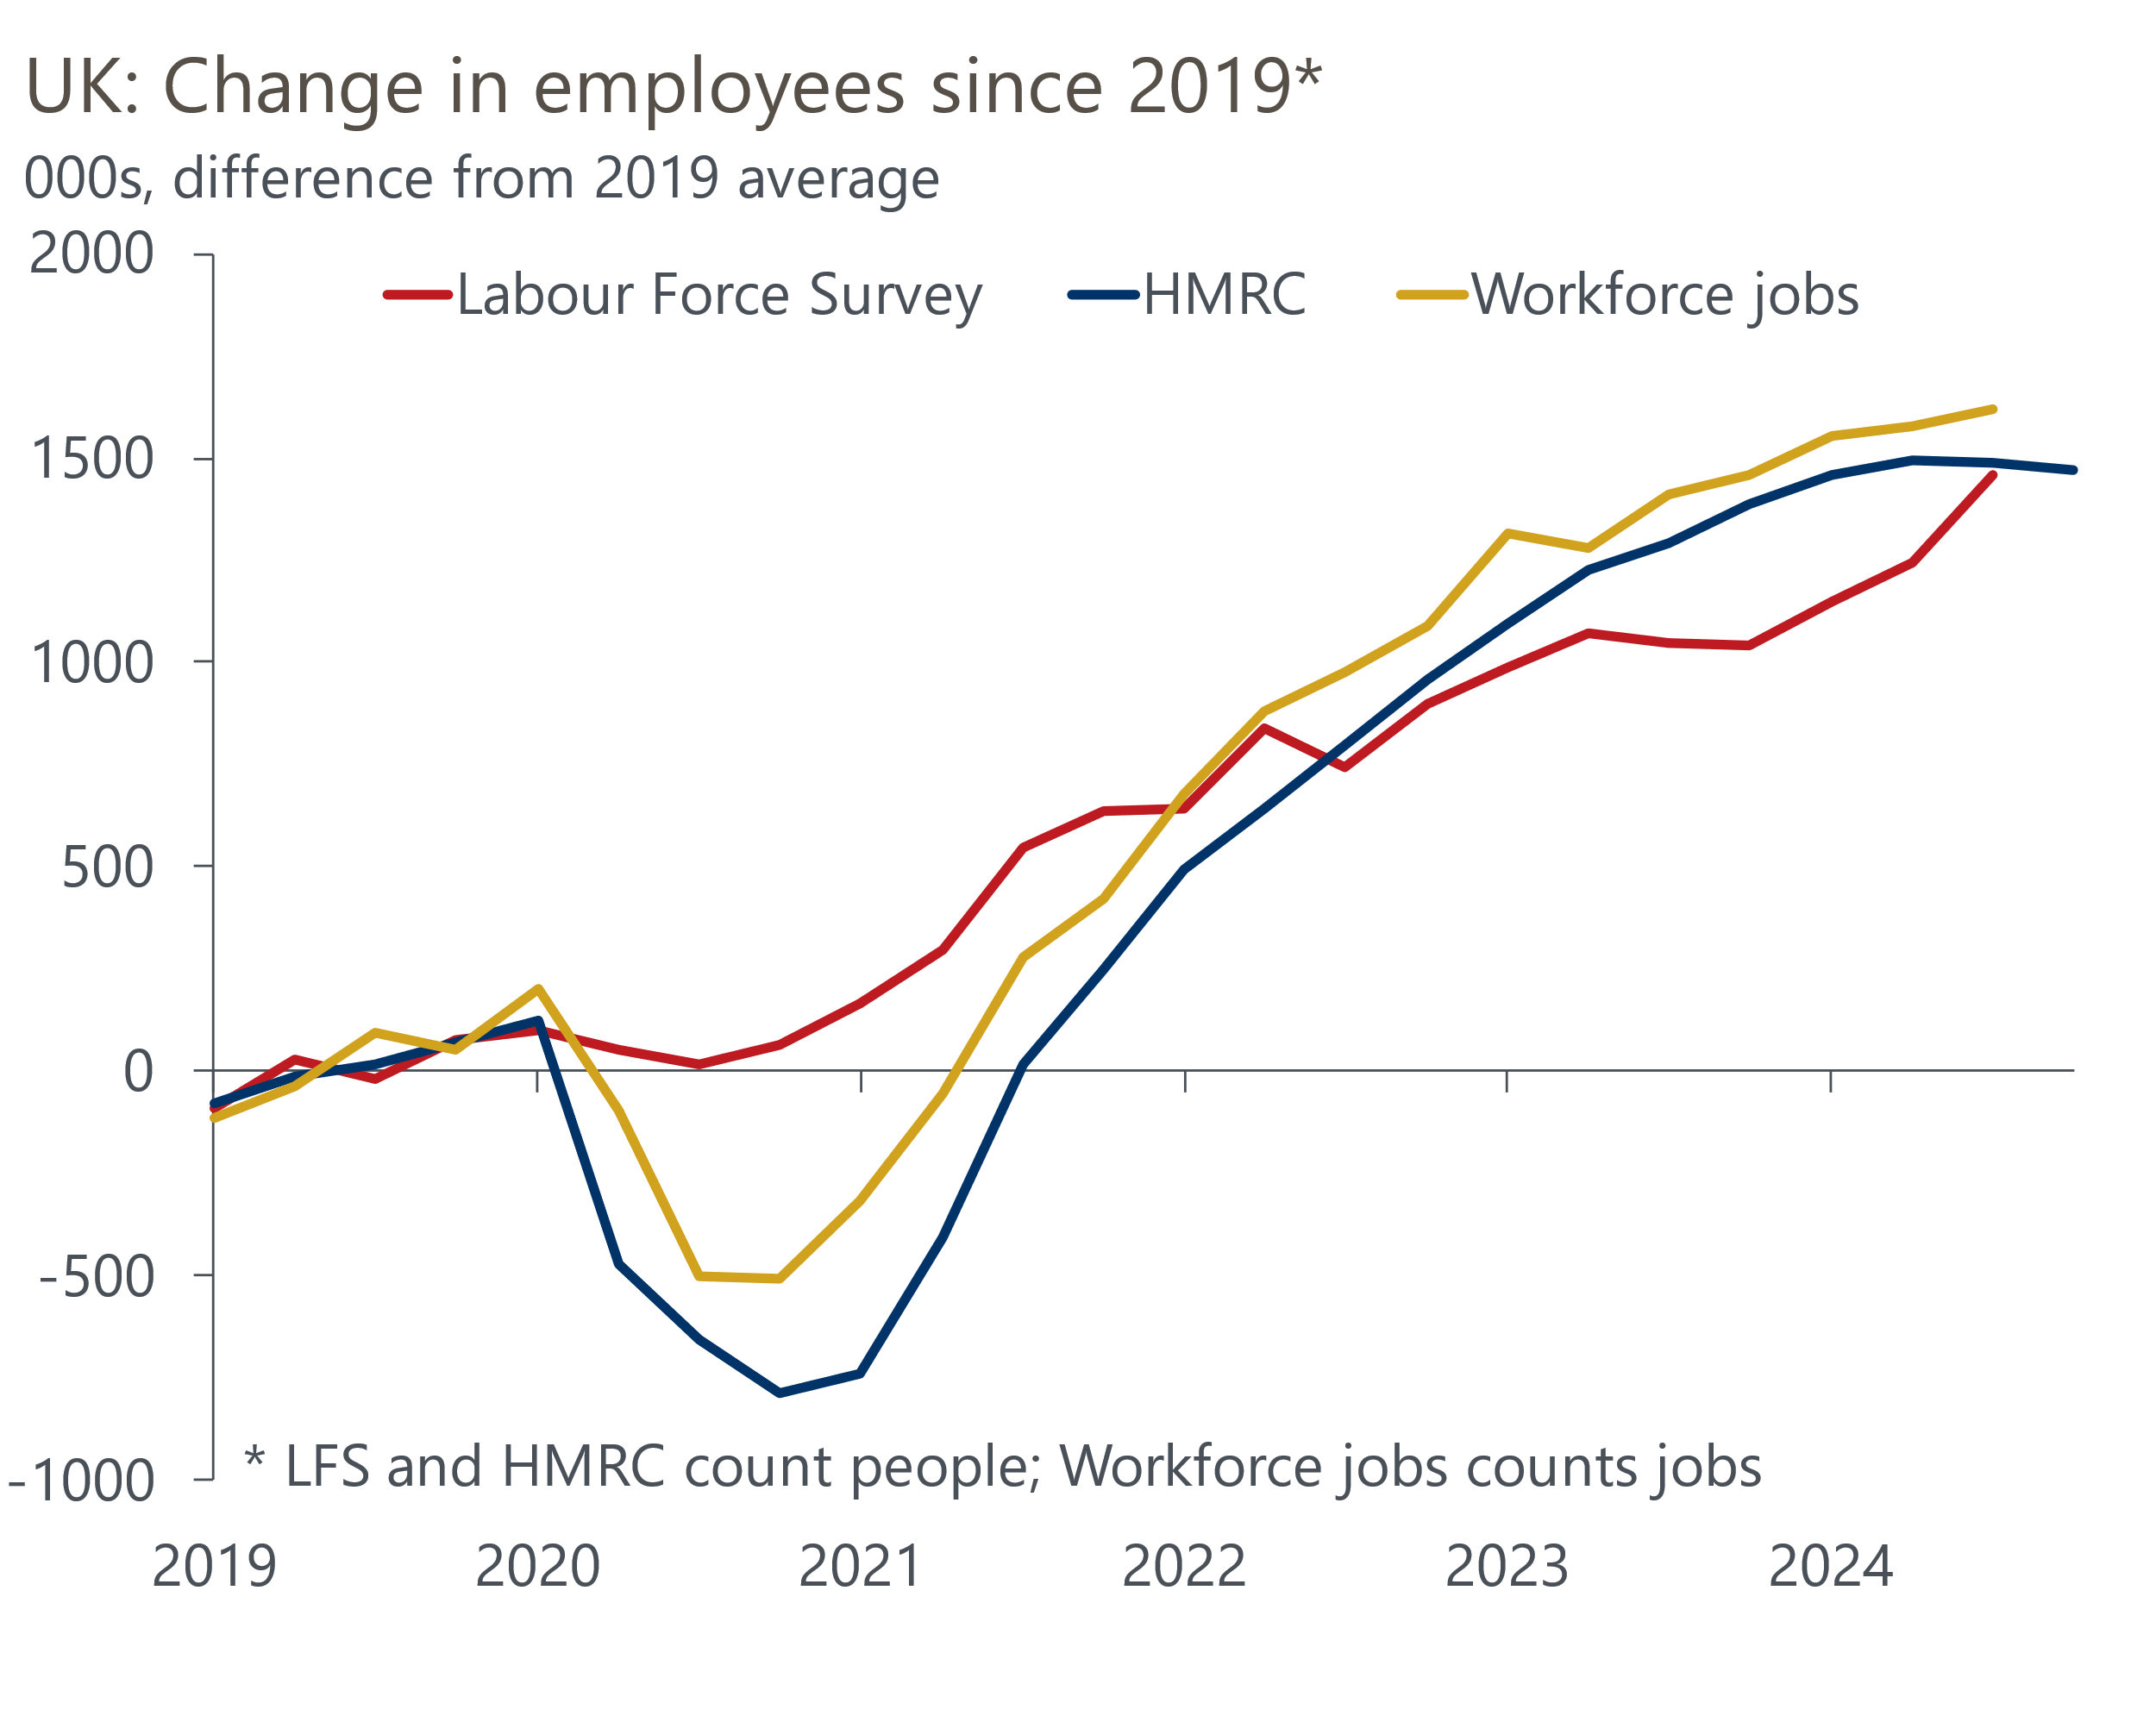 UK: Change in employees since 2019*
000s, difference from 2019 average
2000
Labour Force Survey HMRC Workforce jobs
1500
1000
500
0
-500
-1000
* LFS and HMRC count people; Workforce jobs counts jobs
2019 2020 2021 2022 2023 2024